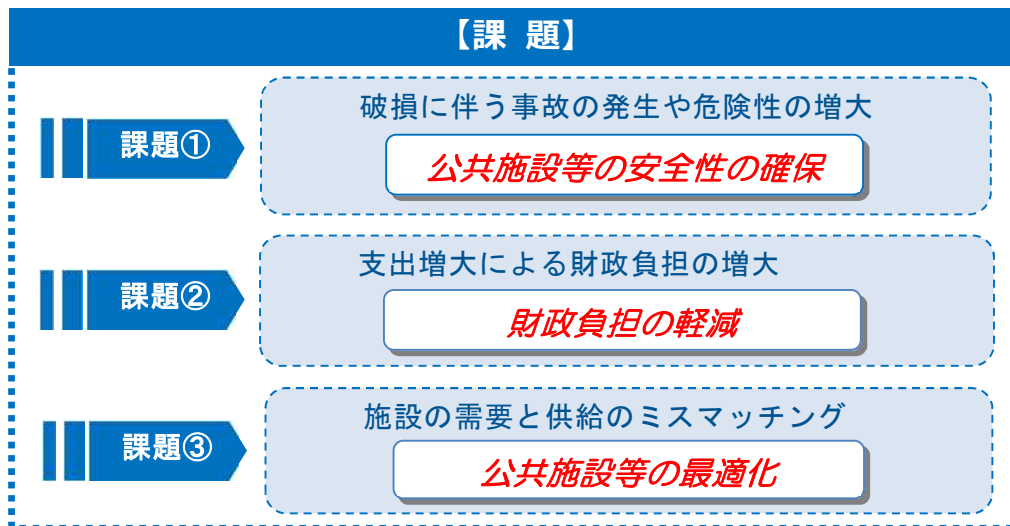 【課 題】
課題①
破損に伴う事故の発生や危険性の増大
公共施設等の安全性の確保
課題②
支出増大による財政負担の増大
財政負担の軽減
課題③
施設の需要と供給のミスマッチング
公共施設等の最適化